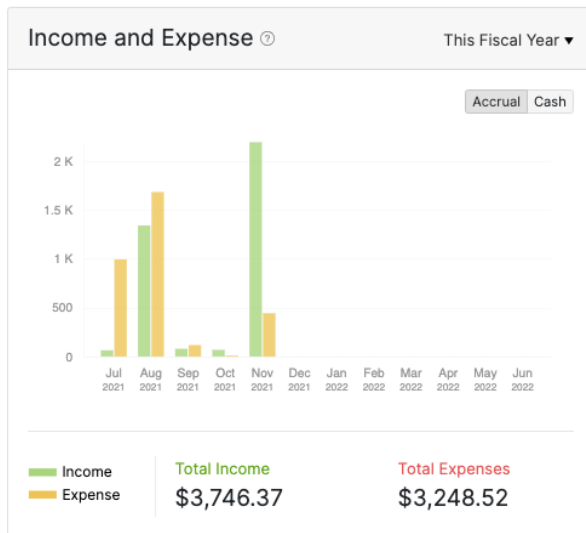 Income and Expense ?
This Fiscal Year ▼
Accrual Cash
2 K
1.5 K
1 K
500
0
Jul Aug Sep Oct Nov Dec Jan Feb Mar Apr May Jun
2021 2021 2021 2021 2021 2021 2022 2022 2022 2022 2022 2022
Income
Expense
Total Income
$3,746.37
Total Expenses
$3,248.52